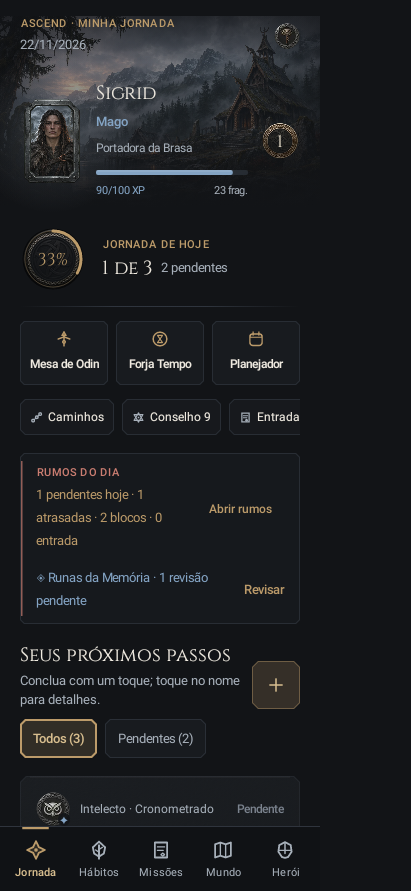 ASCEND · MINHA JORNADA
22/11/2026
Sigrid
Mago
Portadora da Brasa
1
90/100 XP 23 frag.
33%
JORNADA DE HOJE
1 de 3 2 pendentes
Mesa de Odin Forja Tempo Planejador
Caminhos Conselho 9 Entrada
RUMOS DO DIA
1 pendentes hoje · 1
atrasadas · 2 blocos · 0
entrada
Abrir rumos
Runas da Memória · 1 revisão
pendente
Revisar
Seus próximos passos
Conclua com um toque; toque no nome
para detalhes.
+
Todos (3) Pendentes (2)
Intelecto · Cronometrado Pendente
Jornada Hábitos Missões Mundo Herói